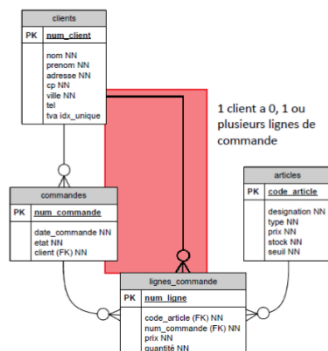 clients
PK num_client
nom NN
prenom NN
adresse NN
cp NN
ville NN
tel
tva idx_unique
1 client a 0, 1 ou
plusieurs lignes de
commande
commandes
PK num_commande
date_commande NN
etat NN
client (FK) NN
articles
PK code_article
designation NN
type NN
prix NN
stock NN
seuil NN
lignes_commande
PK num_ligne
code_article (FK) NN
num_commande (FK) NN
prix NN
quantité NN